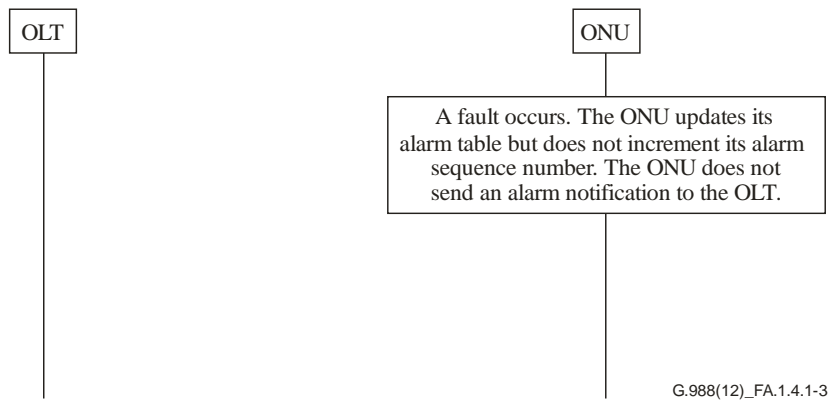 OLT
ONU
A fault occurs. The ONU updates its
alarm table but does not increment its alarm
sequence number. The ONU does not
send an alarm notification to the OLT.
G.988(12)_FA.1.4.1-3